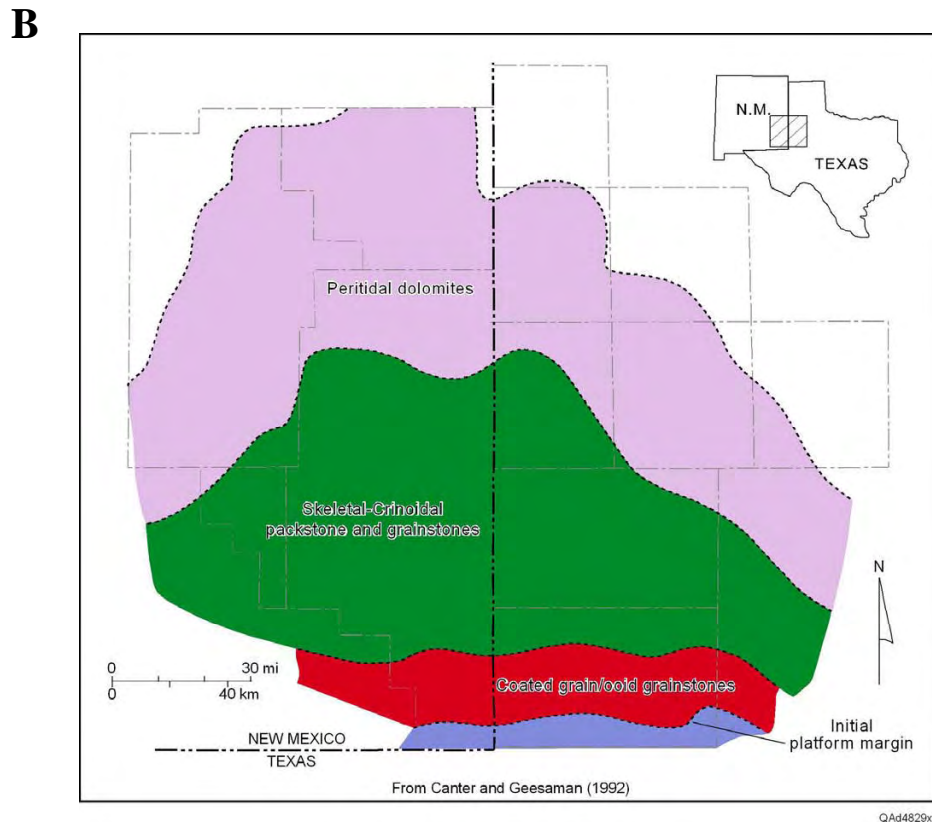 B
N.M.
TEXAS
Peritidal dolomites
Skeletal-Crinoidal
packstone and grainstones
N
0 30 mi
0 40 km
Coated grain/ooid grainstones
Initial
platform margin
NEW MEXICO
TEXAS
From Canter and Geesaman (1992)
QAd4829x